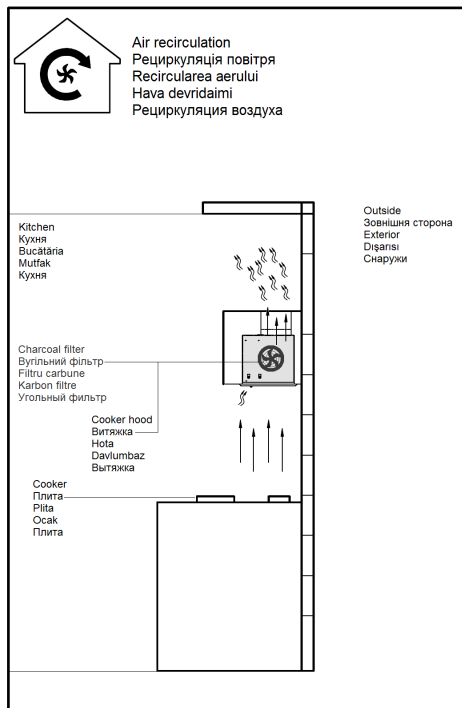 Air recirculation
Рециркуляція повітря
Recircularea aerului
Hava devridaimi
Рециркуляция воздуха
Kitchen
Кухня
Bucătăria
Mutfak
Кухня
Outside
Зовнішня сторона
Exterior
Dışarısı
Снаружи
Charcoal filter
Вугільний фільтр
Filtru carbune
Karbon filtre
Угольный фильтр
Cooker hood
Витяжка
Hota
Davlumbaz
Вытяжка
Cooker
Плита
Plita
Ocak
Плита